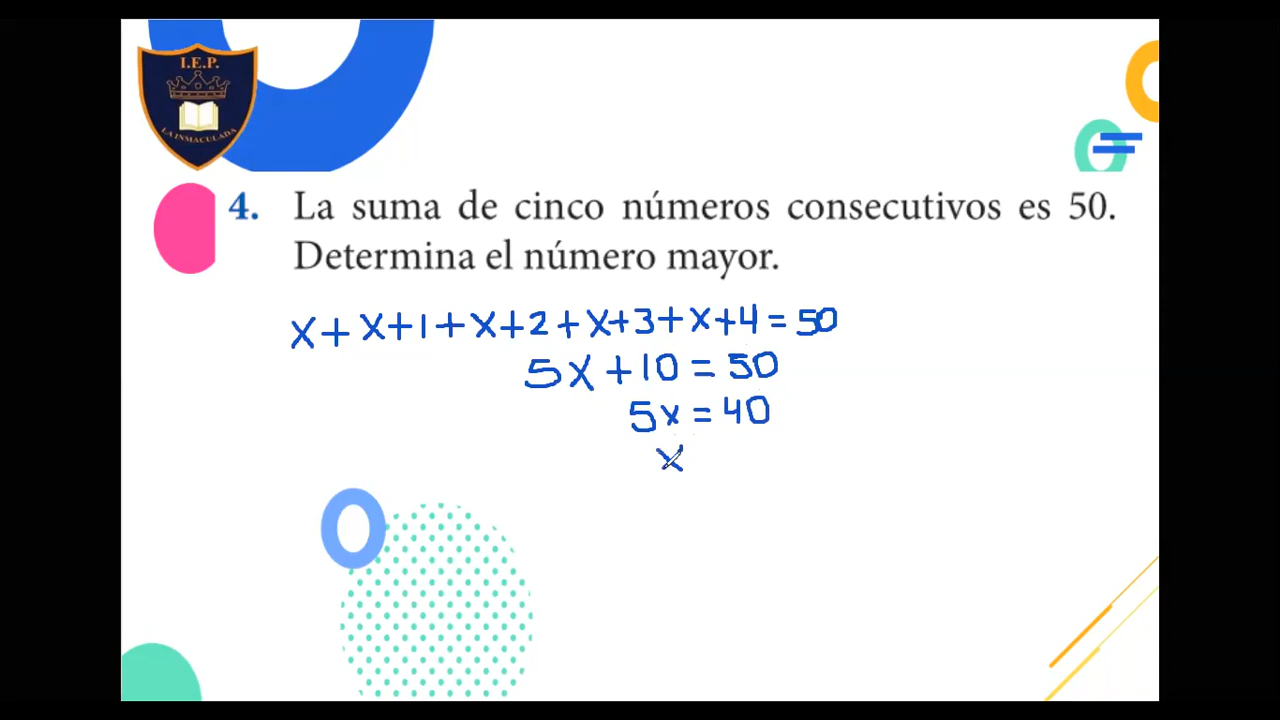 I.E.P.
LA INMACULADA
4. La suma de cinco números consecutivos es 50.
Determina el número mayor.
x + x+1 + x+2 + x+3 + x+4 = 50
5x + 10 = 50
5x = 40
x